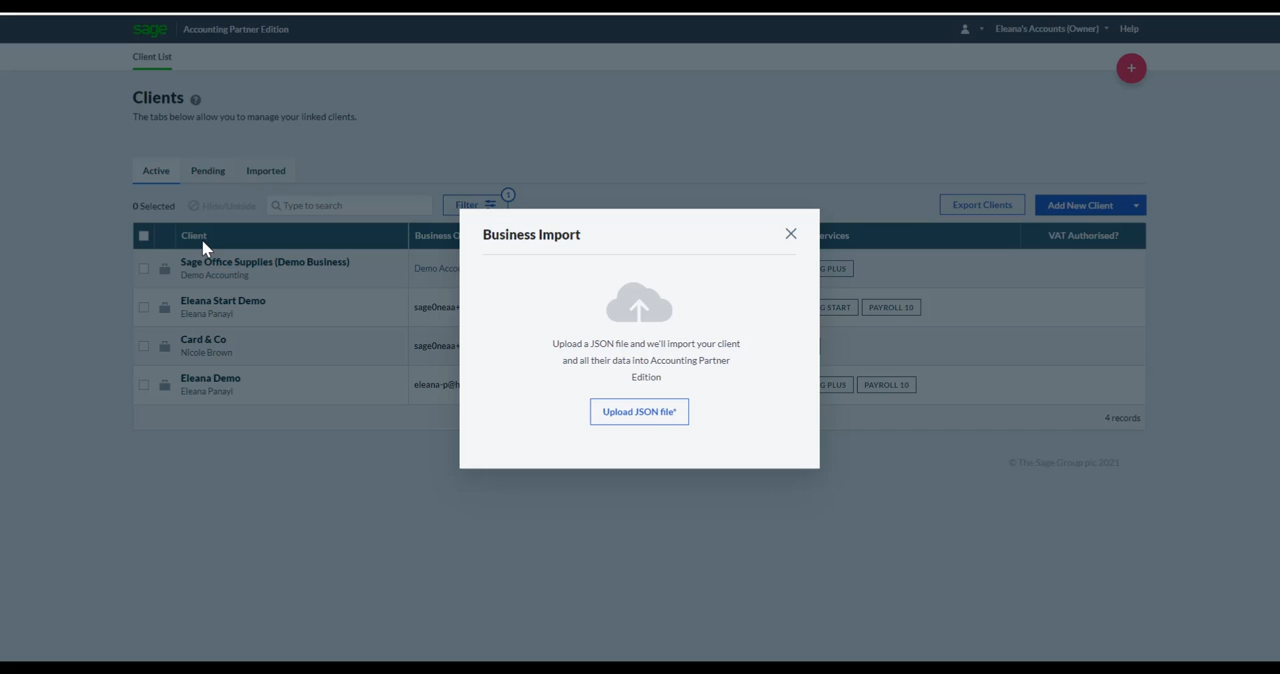 sage Accounting Partner Edition Eleana's Accounts (Owner) Help
Client List
+
Clients ?
The tabs below allow you to manage your linked clients.
Active Pending Imported
0 Selected Hide/Unhide Type to search Filter 1 Export Clients Add New Client
Client Business O ervices VAT Authorised?
Sage Office Supplies (Demo Business)
Demo Accounting
Demo Accou G PLUS
Eleana Start Demo
Eleana Panayi
sage0neaa+ G START PAYROLL 10
Card & Co
Nicole Brown
sage0neaa+
Eleana Demo
Eleana Panayi
eleana-p@h G PLUS PAYROLL 10
4 records
© The Sage Group plc 2021
Business Import
Upload a JSON file and we'll import your client
and all their data into Accounting Partner
Edition
Upload JSON file*